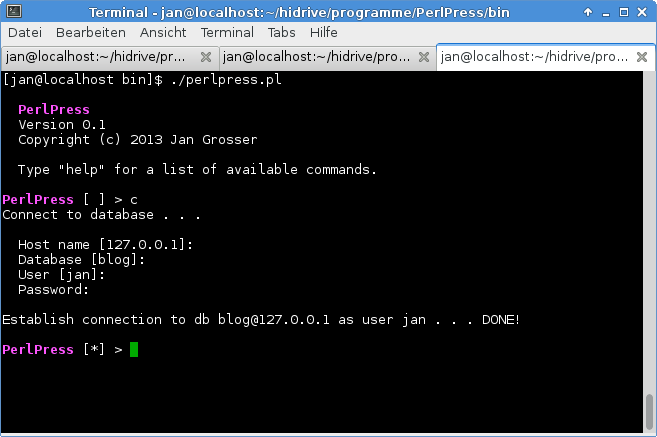 Terminal - jan@localhost:~/hidrive/programme/PerlPress/bin
Datei Bearbeiten Ansicht Terminal Tabs Hilfe
jan@localhost:~/hidrive/pr... jan@localhost:~/hidrive/pro... jan@localhost:~/hidrive/pro...
[jan@localhost bin]$ ./perlpress.pl
PerlPress
Version 0.1
Copyright (c) 2013 Jan Grosser
Type "help" for a list of available commands.
PerlPress [ ] > c
Connect to database . . .
Host name [127.0.0.1]:
Database [blog]:
User [jan]:
Password:
Establish connection to db blog@127.0.0.1 as user jan . . . DONE!
PerlPress [*] >